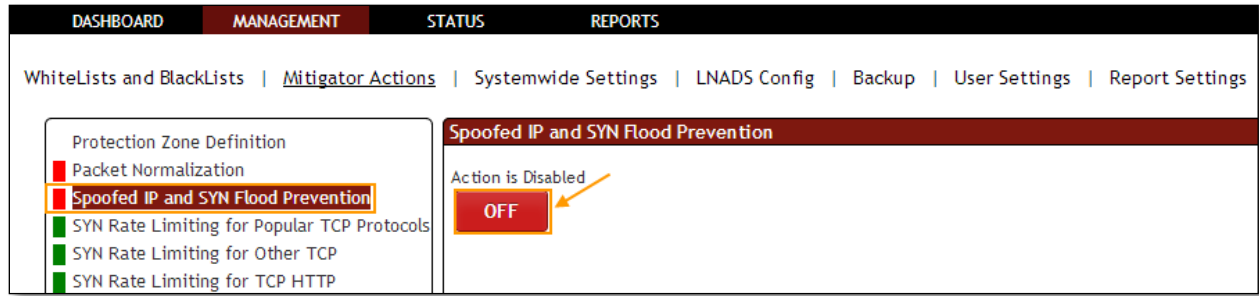 DASHBOARD MANAGEMENT STATUS REPORTS
WhiteLists and BlackLists | Mitigator Actions | Systemwide Settings | LNADS Config | Backup | User Settings | Report Settings
Protection Zone Definition
Packet Normalization
Spoofed IP and SYN Flood Prevention
SYN Rate Limiting for Popular TCP Protocols
SYN Rate Limiting for Other TCP
SYN Rate Limiting for TCP HTTP
Spoofed IP and SYN Flood Prevention
Action is Disabled
OFF